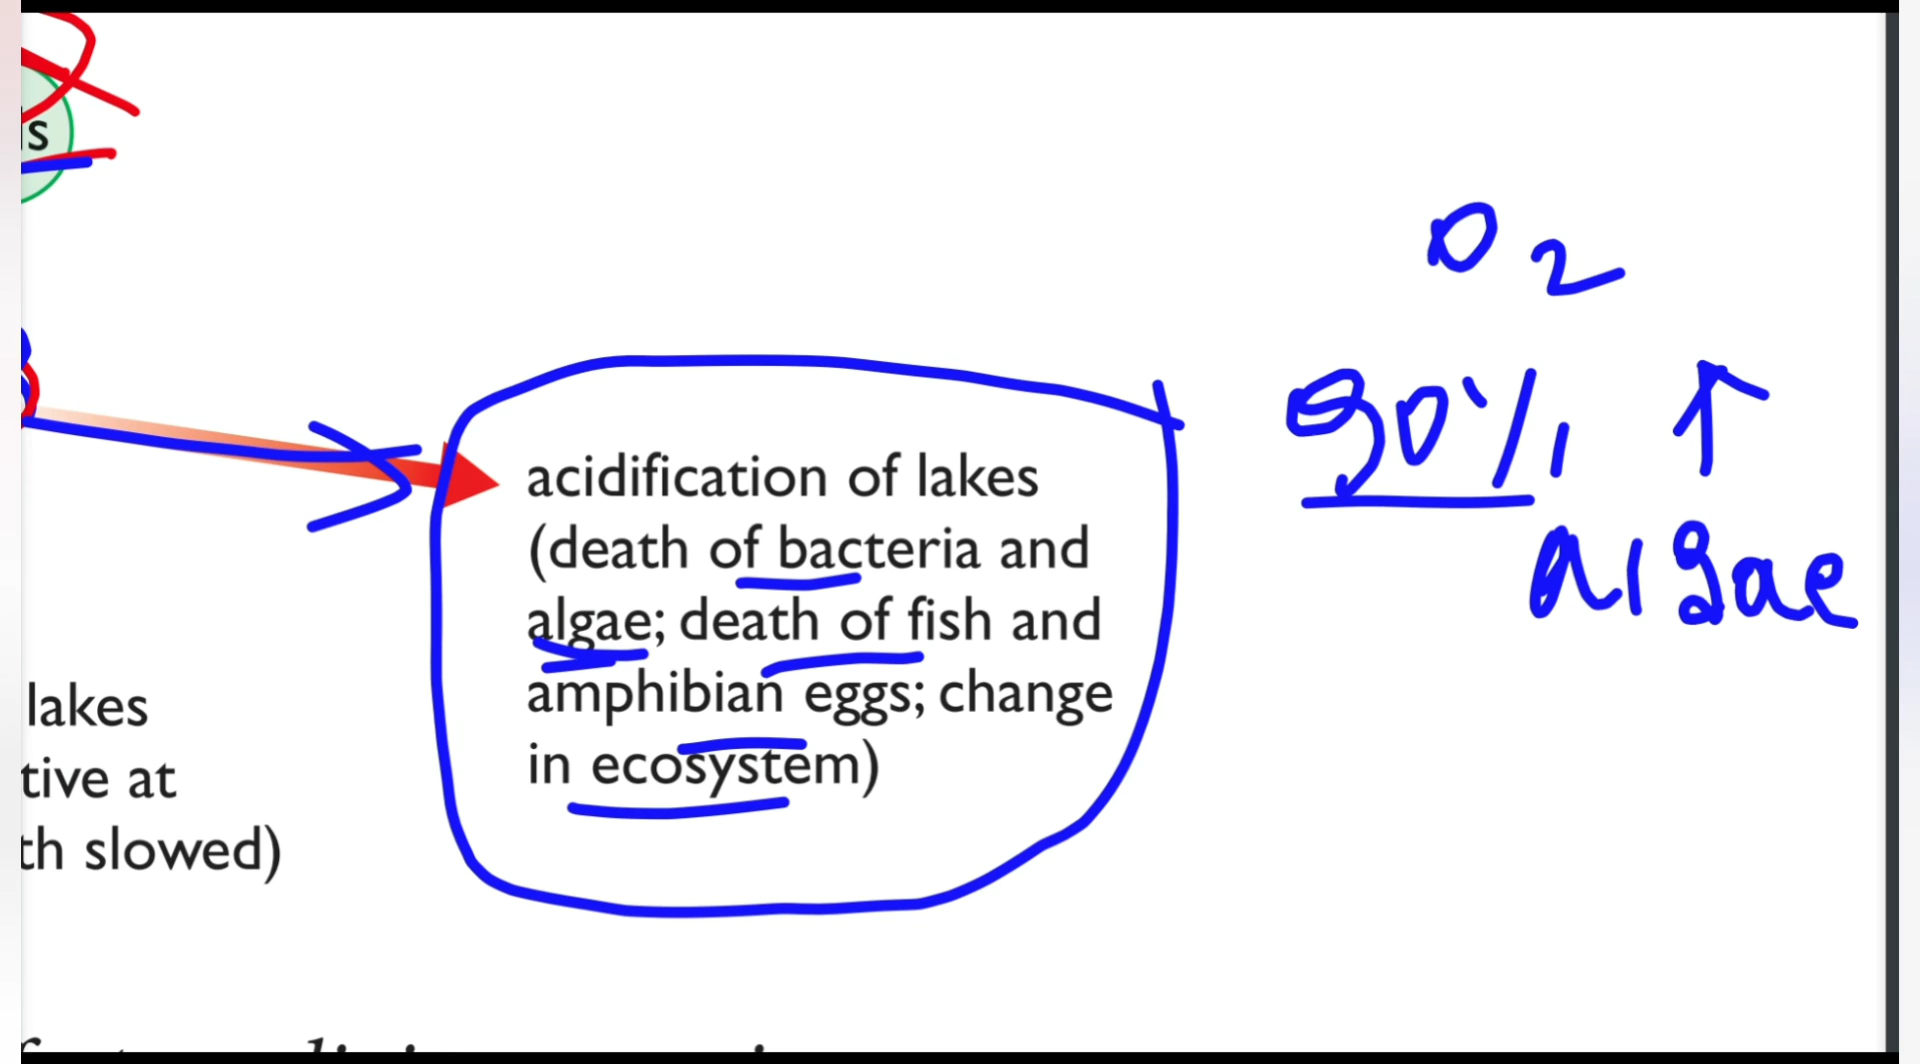 s
O2
90% ↑
algae
acidification of lakes
(death of bacteria and
algae; death of fish and
amphibian eggs; change
in ecosystem)
lakes
tive at
th slowed)